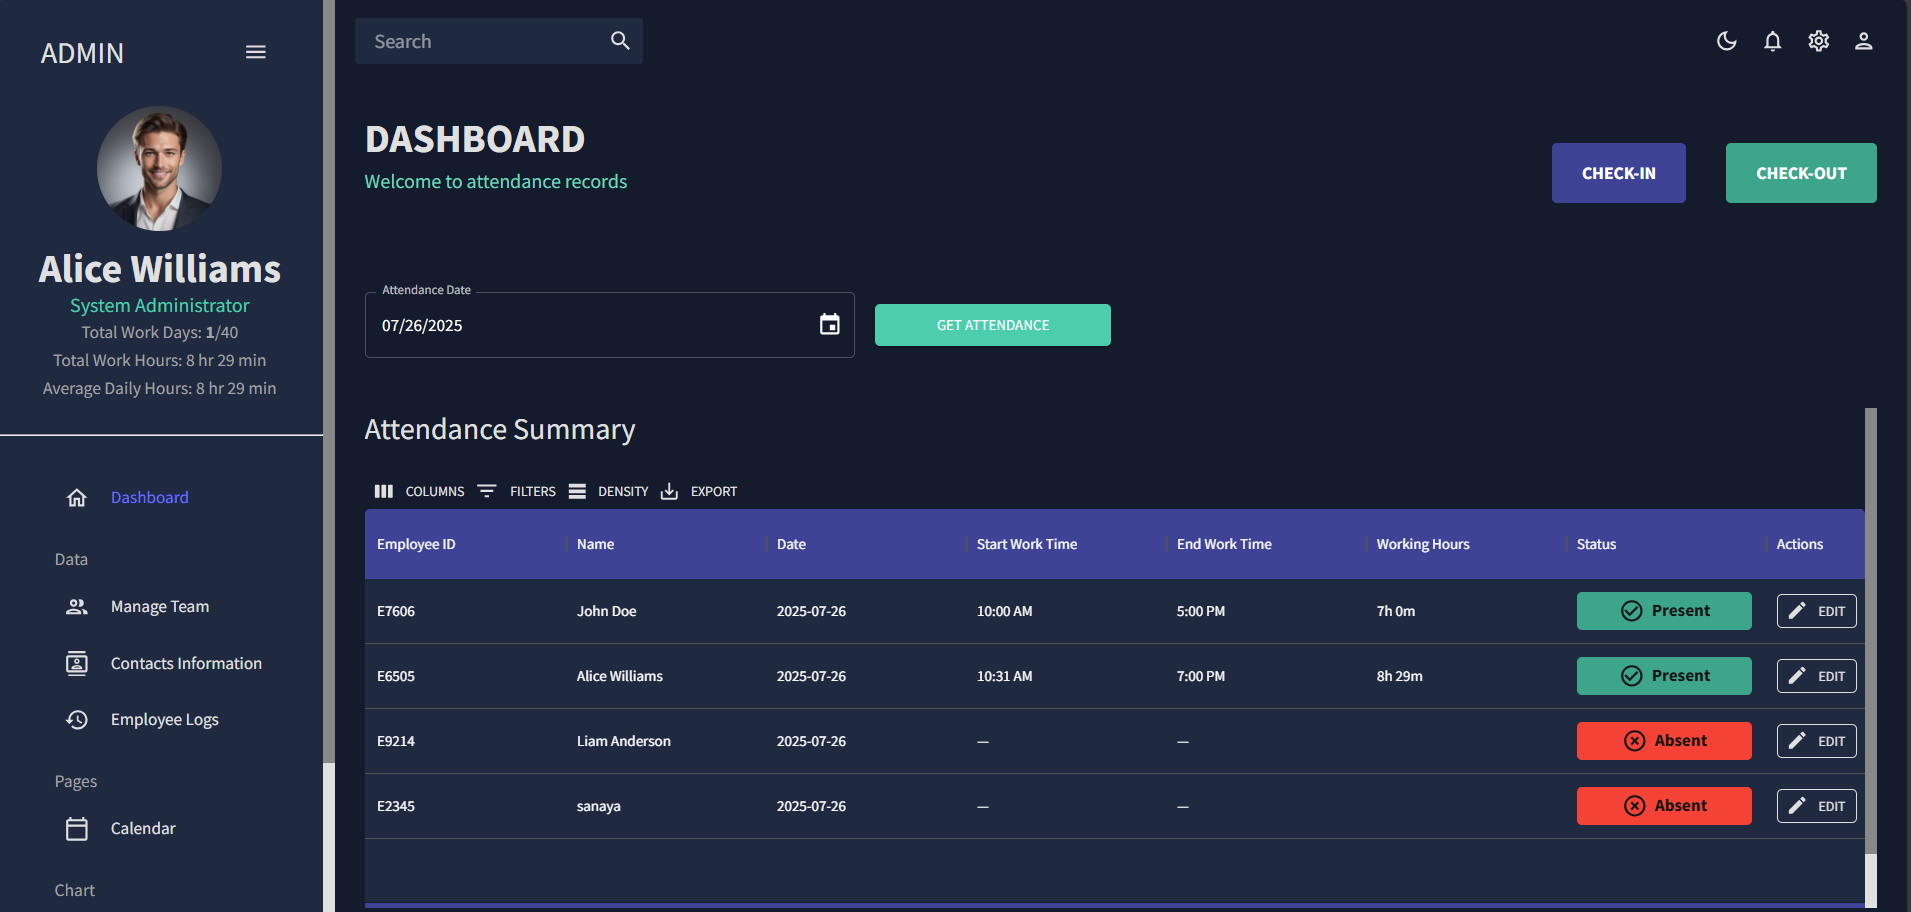 ADMIN
Alice Williams
System Administrator
Total Work Days: 1/40
Total Work Hours: 8 hr 29 min
Average Daily Hours: 8 hr 29 min
Dashboard
Data
Manage Team
Contacts Information
Employee Logs
Pages
Calendar
Chart
Search
DASHBOARD
Welcome to attendance records
CHECK-IN
CHECK-OUT
Attendance Date
07/26/2025
GET ATTENDANCE
Attendance Summary
COLUMNS FILTERS DENSITY EXPORT
Employee ID Name Date Start Work Time End Work Time Working Hours Status Actions
E7606 John Doe 2025-07-26 10:00 AM 5:00 PM 7h 0m Present EDIT
E6505 Alice Williams 2025-07-26 10:31 AM 7:00 PM 8h 29m Present EDIT
E9214 Liam Anderson 2025-07-26 — — Absent EDIT
E2345 sanaya 2025-07-26 — — Absent EDIT